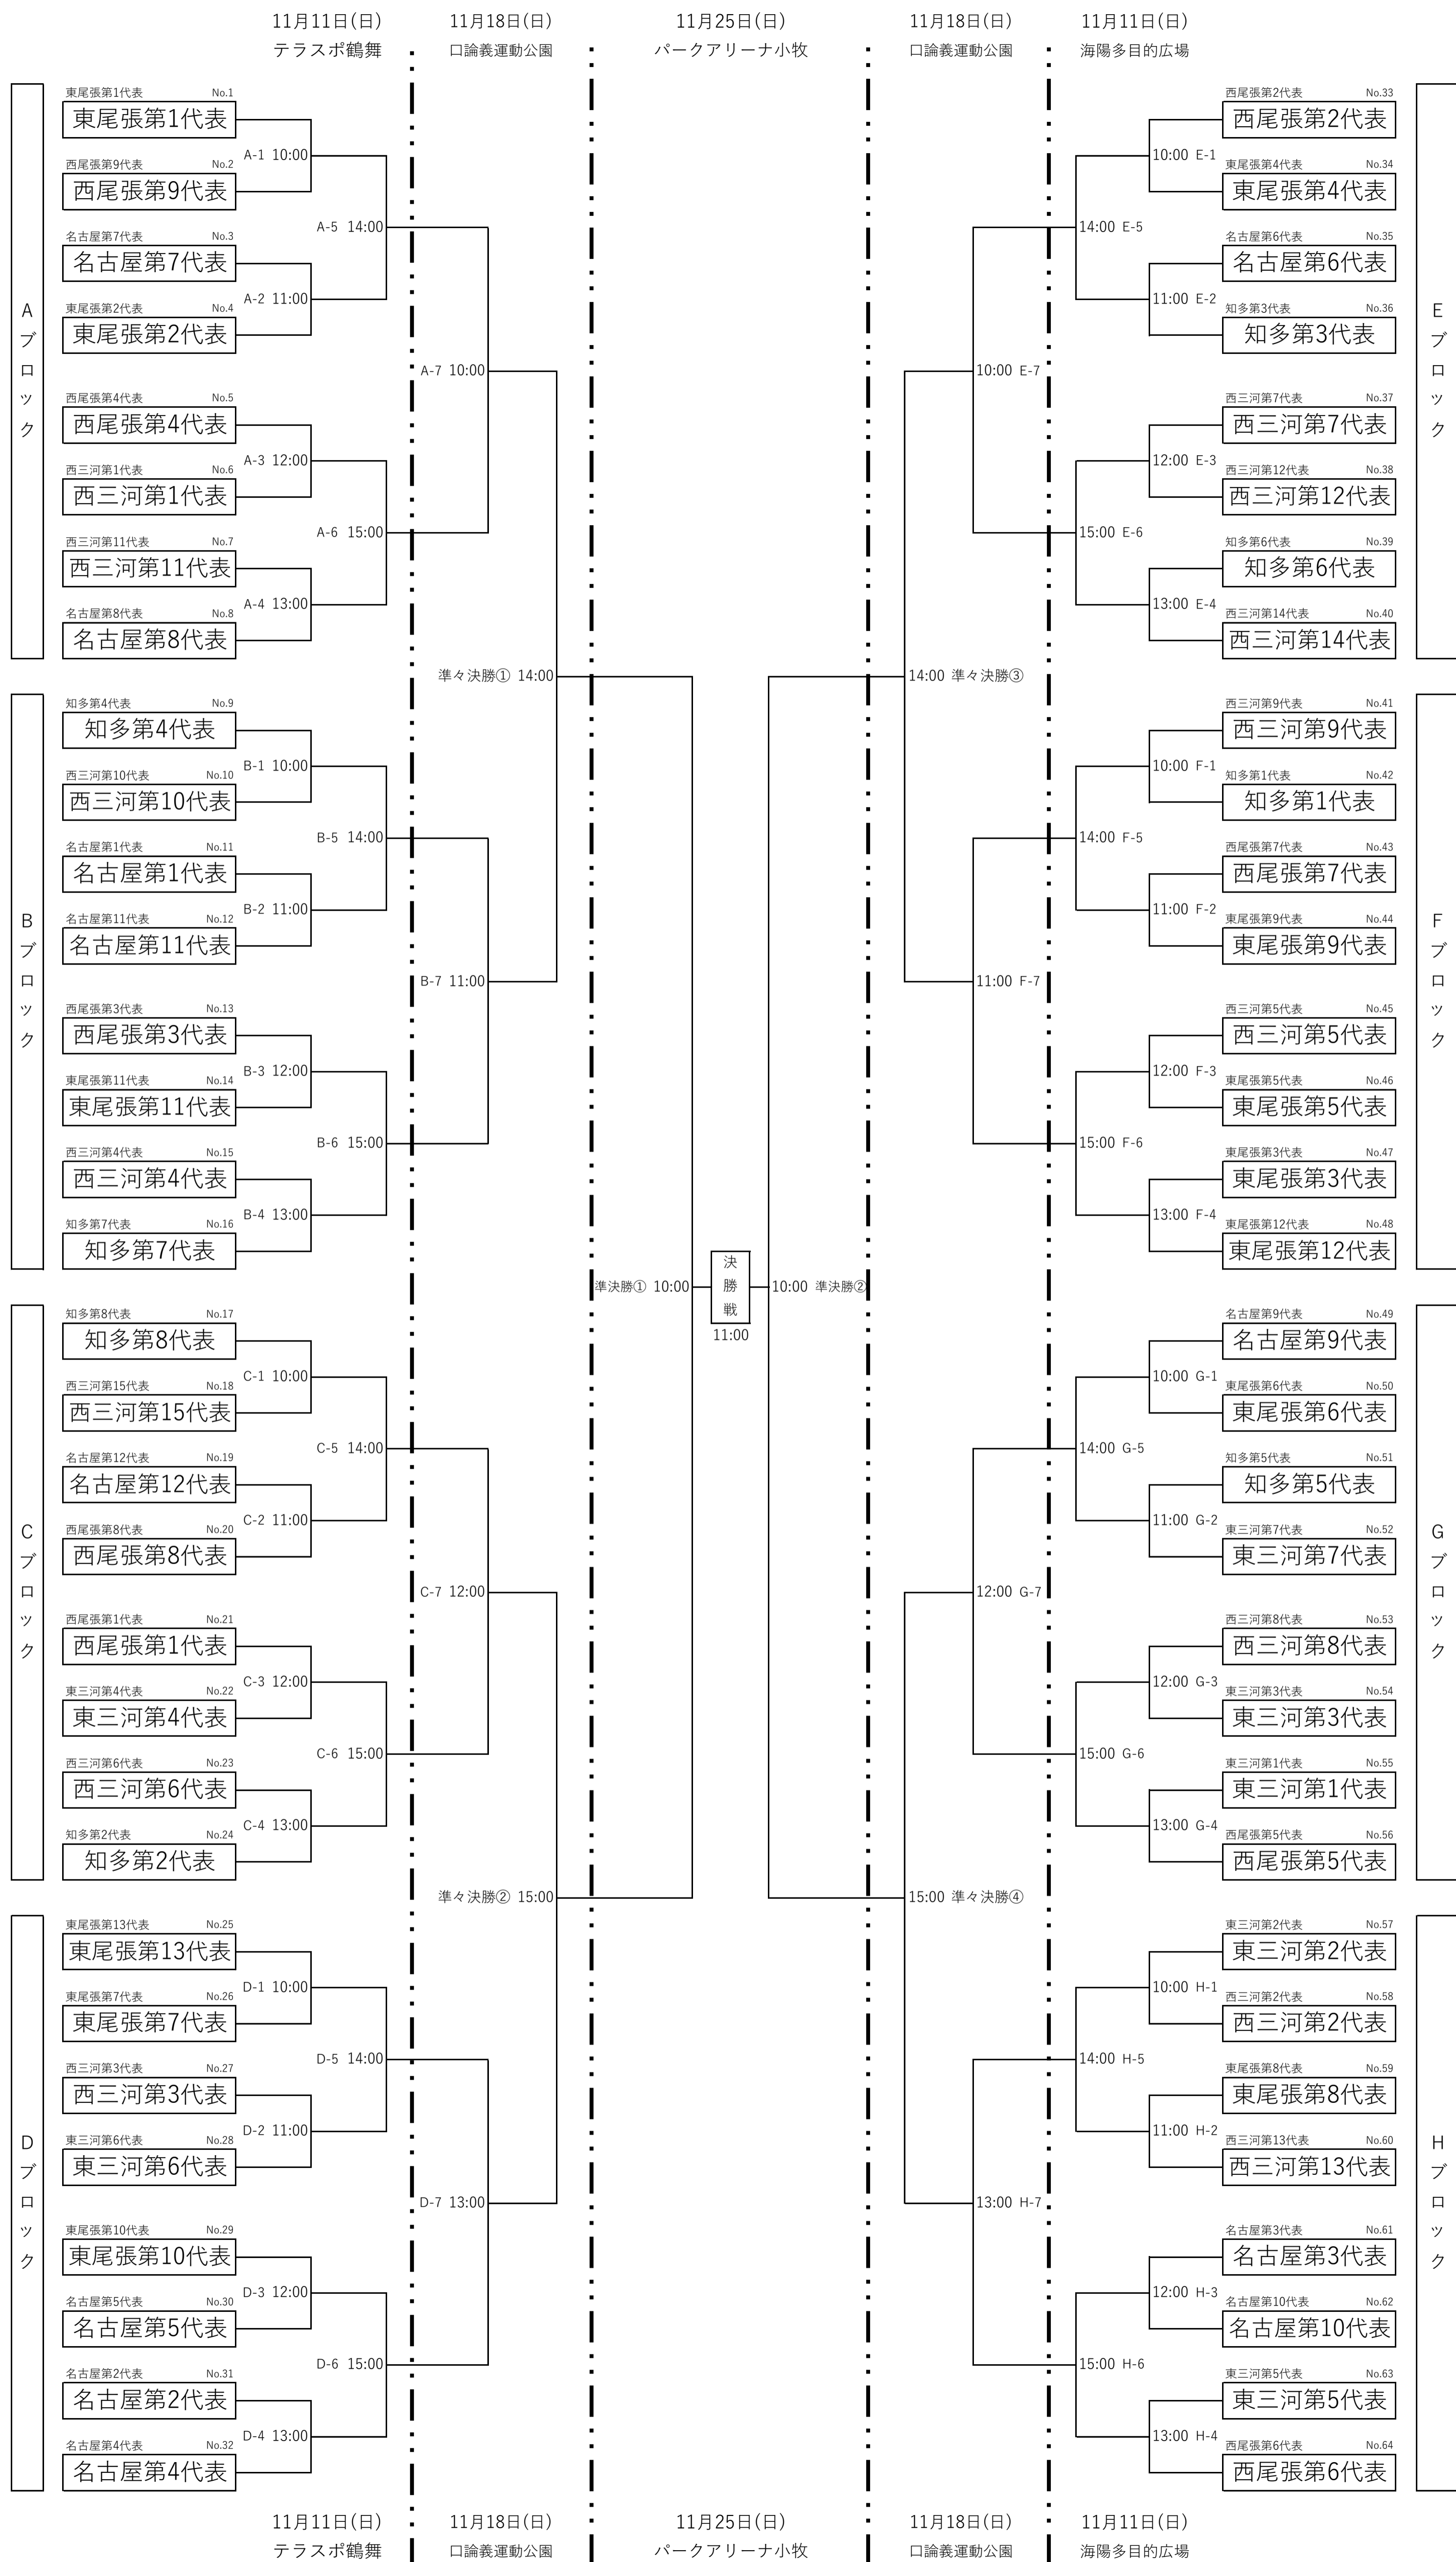 11月11日(日) 11月18日(日) 11月25日(日) 11月18日(日) 11月11日(日)
テラスポ鶴舞 口論義運動公園 パークアリーナ小牧 口論義運動公園 海陽多目的広場
Aブロック
東尾張第1代表 No.1
東尾張第1代表
A-1 10:00
西尾張第9代表 No.2
西尾張第9代表
A-5 14:00
名古屋第7代表 No.3
名古屋第7代表
A-2 11:00
東尾張第2代表 No.4
東尾張第2代表
A-7 10:00
西尾張第4代表 No.5
西尾張第4代表
A-3 12:00
西三河第1代表 No.6
西三河第1代表
A-6 15:00
西三河第11代表 No.7
西三河第11代表
A-4 13:00
名古屋第8代表 No.8
名古屋第8代表
準々決勝① 14:00
Bブロック
知多第4代表 No.9
知多第4代表
B-1 10:00
西三河第10代表 No.10
西三河第10代表
B-5 14:00
名古屋第1代表 No.11
名古屋第1代表
B-2 11:00
名古屋第11代表 No.12
名古屋第11代表
B-7 11:00
西尾張第3代表 No.13
西尾張第3代表
B-3 12:00
東尾張第11代表 No.14
東尾張第11代表
B-6 15:00
西三河第4代表 No.15
西三河第4代表
B-4 13:00
知多第7代表 No.16
知多第7代表
準決勝① 10:00
決勝戦
11:00
10:00 準決勝②
Cブロック
知多第8代表 No.17
知多第8代表
C-1 10:00
西三河第15代表 No.18
西三河第15代表
C-5 14:00
名古屋第12代表 No.19
名古屋第12代表
C-2 11:00
西尾張第8代表 No.20
西尾張第8代表
C-7 12:00
西尾張第1代表 No.21
西尾張第1代表
C-3 12:00
東三河第4代表 No.22
東三河第4代表
C-6 15:00
西三河第6代表 No.23
西三河第6代表
C-4 13:00
知多第2代表 No.24
知多第2代表
準々決勝② 15:00
Dブロック
東尾張第13代表 No.25
東尾張第13代表
D-1 10:00
東尾張第7代表 No.26
東尾張第7代表
D-5 14:00
西三河第3代表 No.27
西三河第3代表
D-2 11:00
東三河第6代表 No.28
東三河第6代表
D-7 13:00
東尾張第10代表 No.29
東尾張第10代表
D-3 12:00
名古屋第5代表 No.30
名古屋第5代表
D-6 15:00
名古屋第2代表 No.31
名古屋第2代表
D-4 13:00
名古屋第4代表 No.32
名古屋第4代表
Eブロック
西尾張第2代表 No.33
西尾張第2代表
10:00 E-1
東尾張第4代表 No.34
東尾張第4代表
14:00 E-5
名古屋第6代表 No.35
名古屋第6代表
11:00 E-2
知多第3代表 No.36
知多第3代表
10:00 E-7
西三河第7代表 No.37
西三河第7代表
12:00 E-3
西三河第12代表 No.38
西三河第12代表
15:00 E-6
知多第6代表 No.39
知多第6代表
13:00 E-4
西三河第14代表 No.40
西三河第14代表
14:00 準々決勝③
Fブロック
西三河第9代表 No.41
西三河第9代表
10:00 F-1
知多第1代表 No.42
知多第1代表
14:00 F-5
西尾張第7代表 No.43
西尾張第7代表
11:00 F-2
東尾張第9代表 No.44
東尾張第9代表
11:00 F-7
西三河第5代表 No.45
西三河第5代表
12:00 F-3
東尾張第5代表 No.46
東尾張第5代表
15:00 F-6
東尾張第3代表 No.47
東尾張第3代表
13:00 F-4
東尾張第12代表 No.48
東尾張第12代表
Gブロック
名古屋第9代表 No.49
名古屋第9代表
10:00 G-1
東尾張第6代表 No.50
東尾張第6代表
14:00 G-5
知多第5代表 No.51
知多第5代表
11:00 G-2
東三河第7代表 No.52
東三河第7代表
12:00 G-7
西三河第8代表 No.53
西三河第8代表
12:00 G-3
東三河第3代表 No.54
東三河第3代表
15:00 G-6
東三河第1代表 No.55
東三河第1代表
13:00 G-4
西尾張第5代表 No.56
西尾張第5代表
15:00 準々決勝④
Hブロック
東三河第2代表 No.57
東三河第2代表
10:00 H-1
西三河第2代表 No.58
西三河第2代表
14:00 H-5
東尾張第8代表 No.59
東尾張第8代表
11:00 H-2
西三河第13代表 No.60
西三河第13代表
13:00 H-7
名古屋第3代表 No.61
名古屋第3代表
12:00 H-3
名古屋第10代表 No.62
名古屋第10代表
15:00 H-6
東三河第5代表 No.63
東三河第5代表
13:00 H-4
西尾張第6代表 No.64
西尾張第6代表
11月11日(日) 11月18日(日) 11月25日(日) 11月18日(日) 11月11日(日)
テラスポ鶴舞 口論義運動公園 パークアリーナ小牧 口論義運動公園 海陽多目的広場